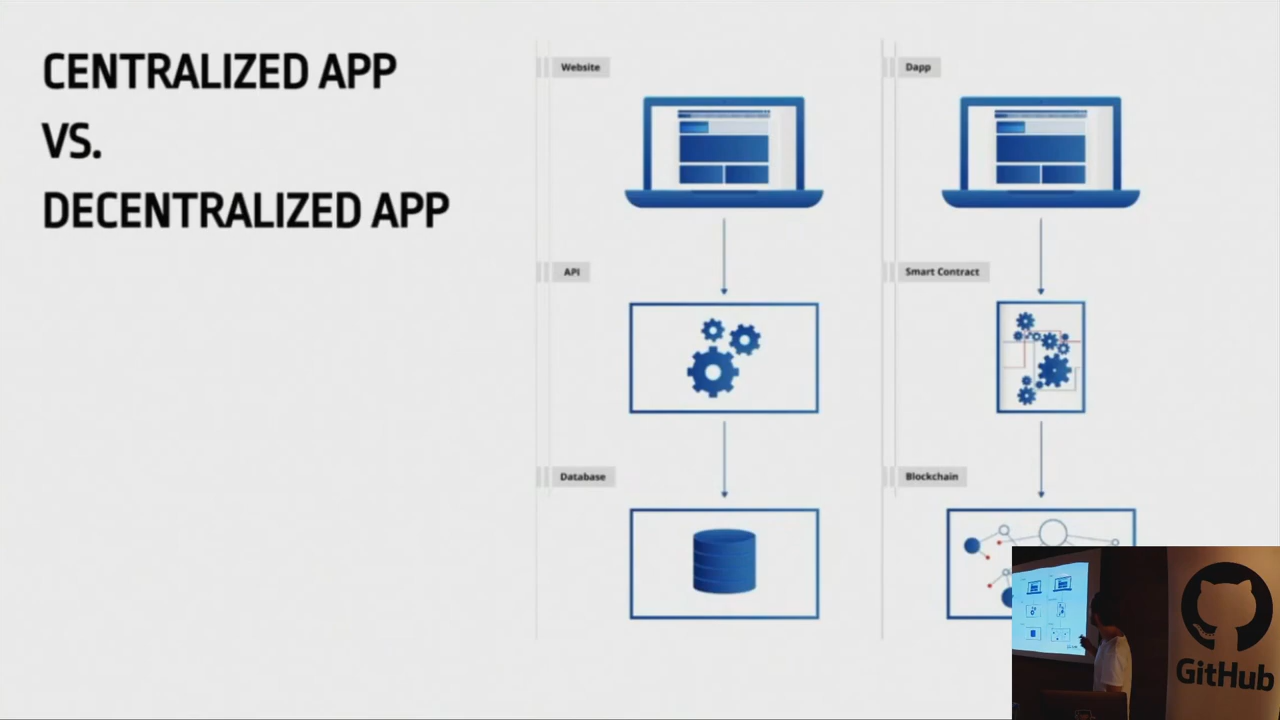 CENTRALIZED APP
VS.
DECENTRALIZED APP
Website
Dapp
API
Smart Contract
Database
Blockchain
GitHub